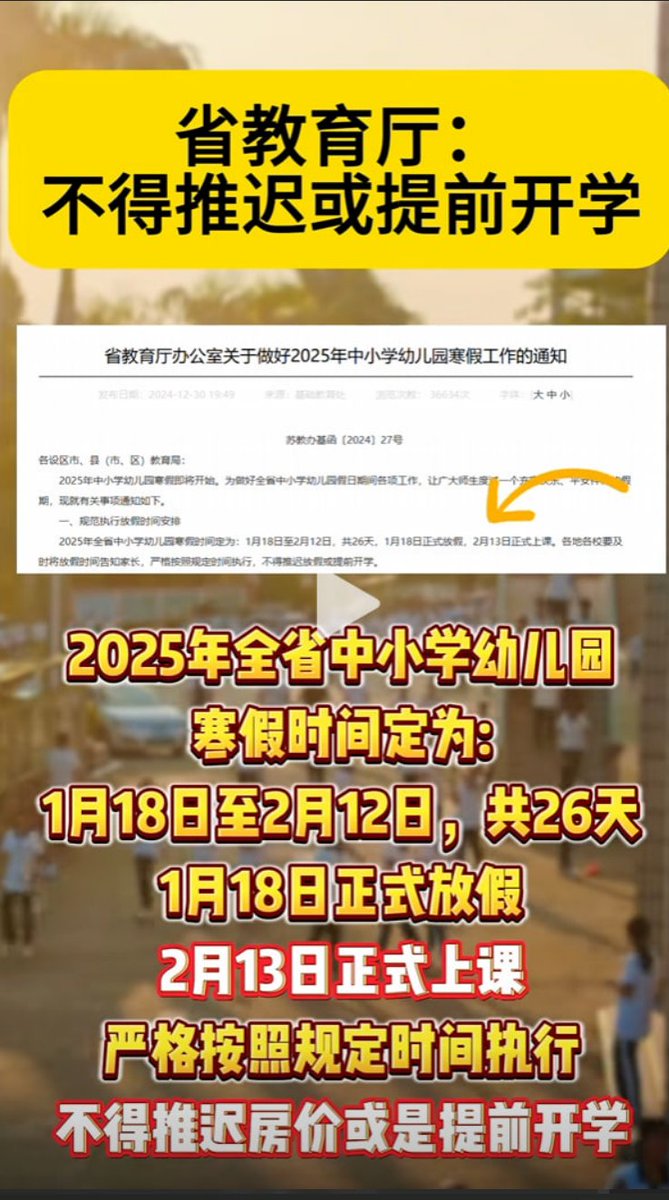 省教育厅：
不得推迟或提前开学
省教育厅办公室关于做好2025年中小学幼儿园寒假工作的通知
发布日期：2024-12-30 19:49 来源：基础教育处 浏览次数：36634次 字体：[大 中 小]
苏教办基函〔2024〕27号
各设区市、县（市、区）教育局：
2025年中小学幼儿园寒假即将开始。为做好全省中小学幼儿园假日期间各项工作，让广大师生度过一个充 平安 假
期，现就有关事项通知如下。
一、规范执行放假时间安排
2025年全省中小学幼儿园寒假时间定为：1月18日至2月12日，共26天，1月18日正式放假，2月13日正式上课。各地各校要及
时将放假时间告知家长，严格按照规定时间执行，不得推迟放假或提前开学。
2025年全省中小学幼儿园
寒假时间定为:
1月18日至2月12日，共26天
1月18日正式放假
2月13日正式上课
严格按照规定时间执行
不得推迟房价或是提前开学